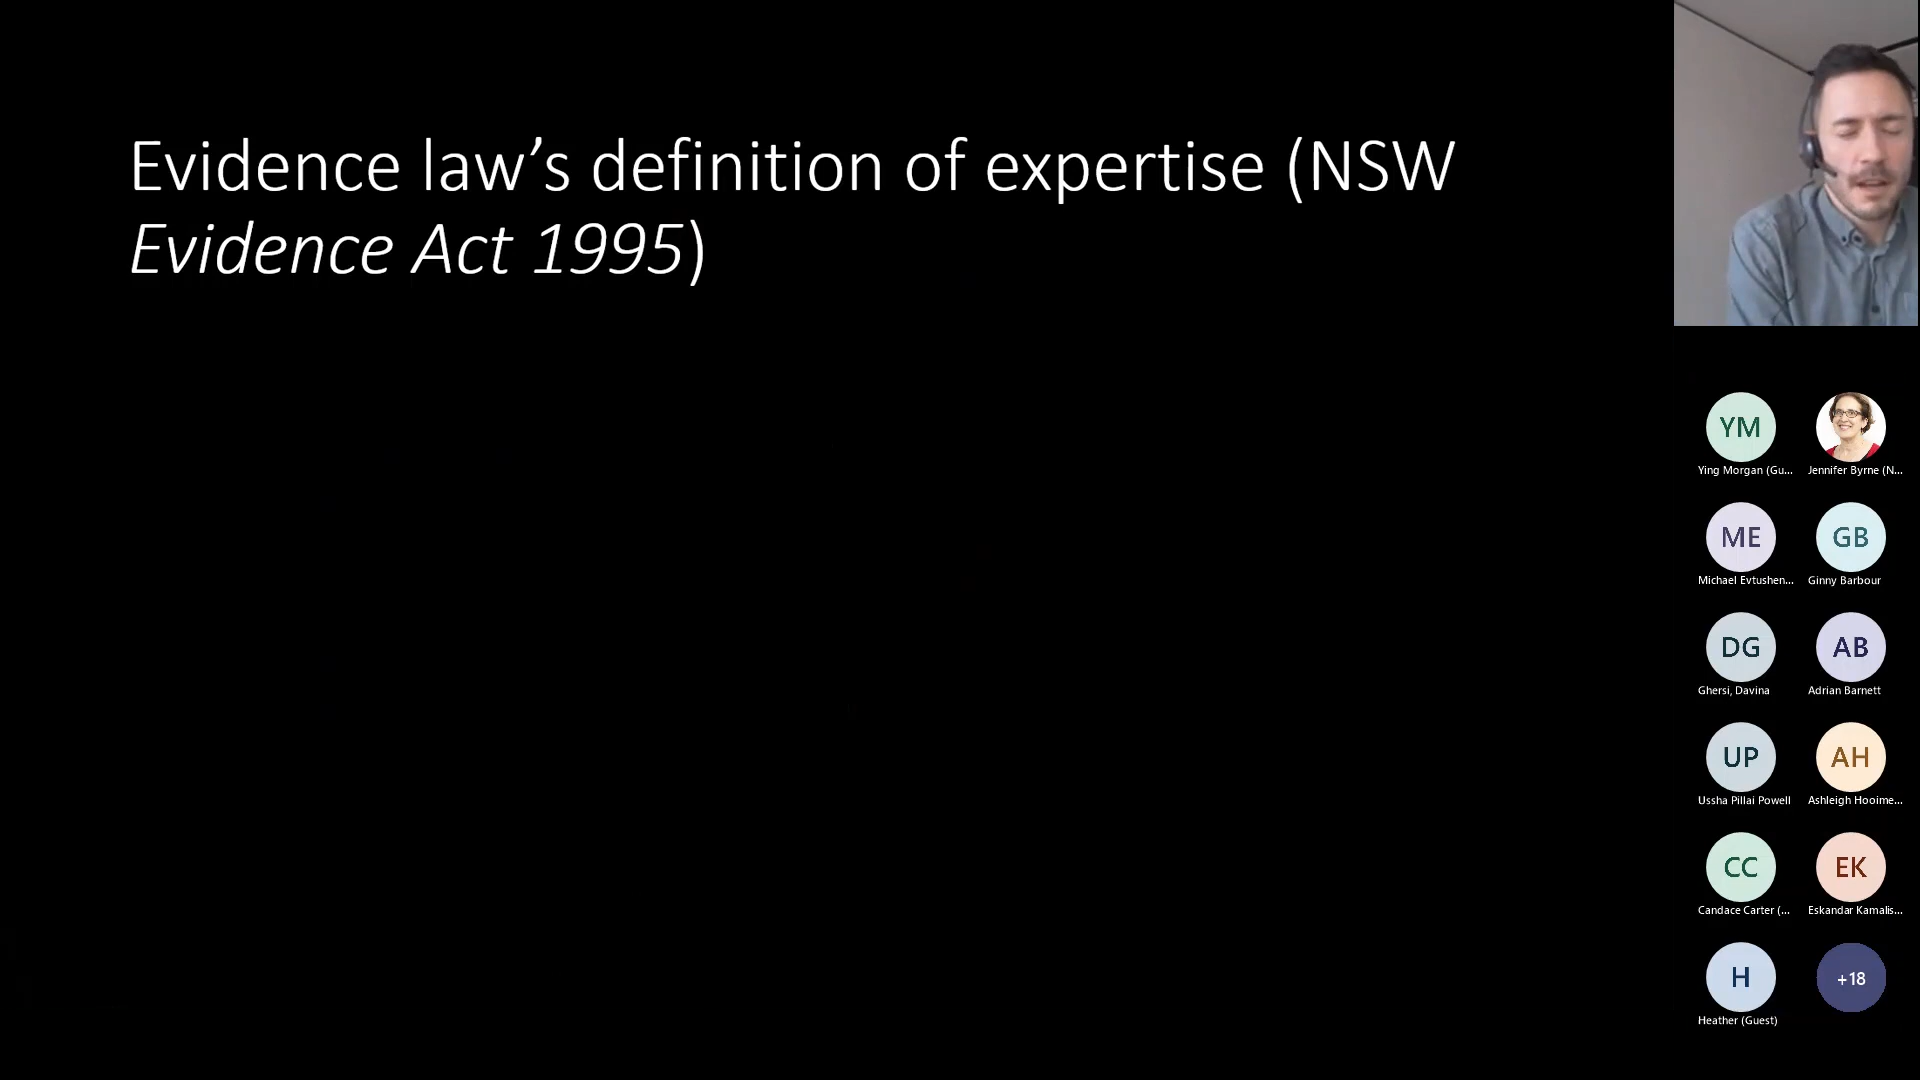 Evidence law’s definition of expertise (NSW
Evidence Act 1995)
YM
Ying Morgan (Gu...
Jennifer Byrne (N...
ME
Michael Evtushen...
GB
Ginny Barbour
DG
Ghersi, Davina
AB
Adrian Barnett
UP
Ussha Pillai Powell
AH
Ashleigh Hooime...
CC
Candace Carter (...
EK
Eskandar Kamalis...
H
Heather (Guest)
+18